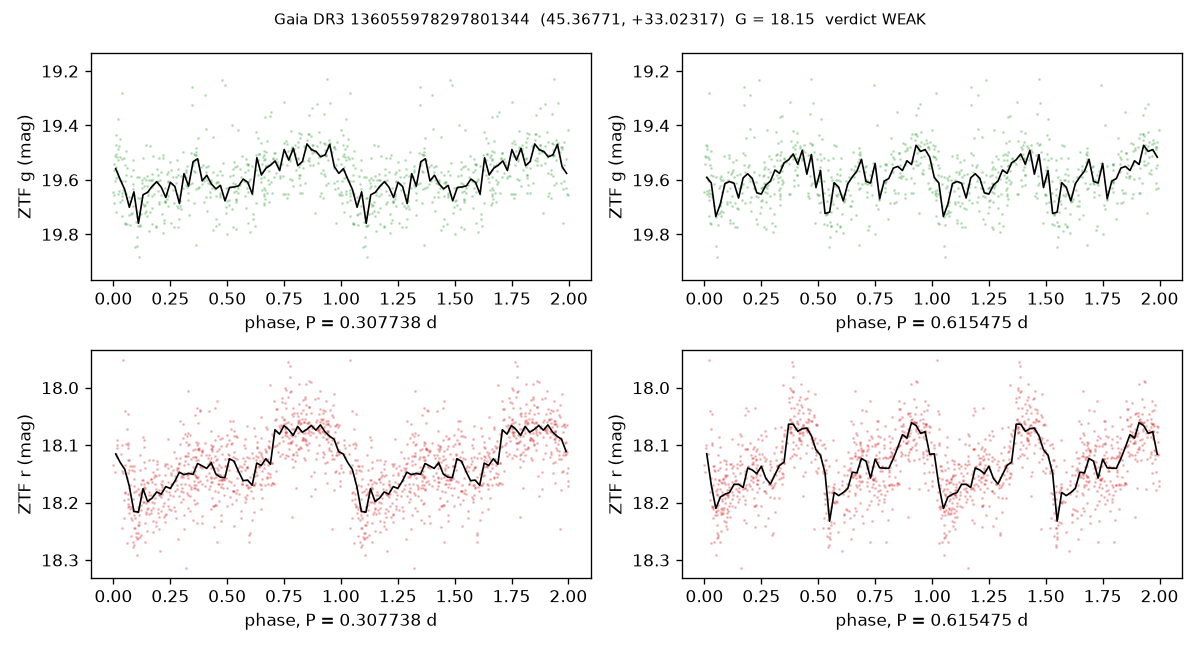 Gaia DR3 136055978297801344 (45.36771, +33.02317) G = 18.15 verdict WEAK
ZTF g (mag)
19.2
19.4
19.6
19.8
0.00 0.25 0.50 0.75 1.00 1.25 1.50 1.75 2.00
phase, P = 0.307738 d
ZTF g (mag)
19.2
19.4
19.6
19.8
0.00 0.25 0.50 0.75 1.00 1.25 1.50 1.75 2.00
phase, P = 0.615475 d
ZTF r (mag)
18.0
18.1
18.2
18.3
0.00 0.25 0.50 0.75 1.00 1.25 1.50 1.75 2.00
phase, P = 0.307738 d
ZTF r (mag)
18.0
18.1
18.2
18.3
0.00 0.25 0.50 0.75 1.00 1.25 1.50 1.75 2.00
phase, P = 0.615475 d